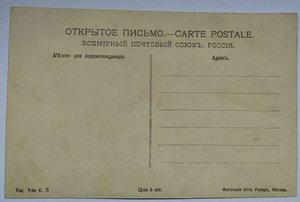 ОТКРЫТОЕ ПИСЬМО.—CARTE POSTALE.
ВСЕМІРНЫЙ ПОЧТОВЫЙ СОЮЗЪ. РОССІЯ.
Мѣсто для корреспонденціи.
Адресъ.
Изд. К. П
Цѣна 5 коп.
Фототипія Отто Ренаръ, Москва.